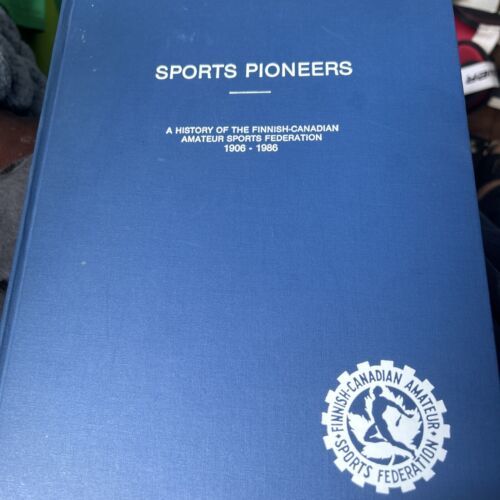 SPORTS PIONEERS
A HISTORY OF THE FINNISH-CANADIAN
AMATEUR SPORTS FEDERATION
1906 - 1986
FINNISH-CANADIAN AMATEUR
SPORTS FEDERATION